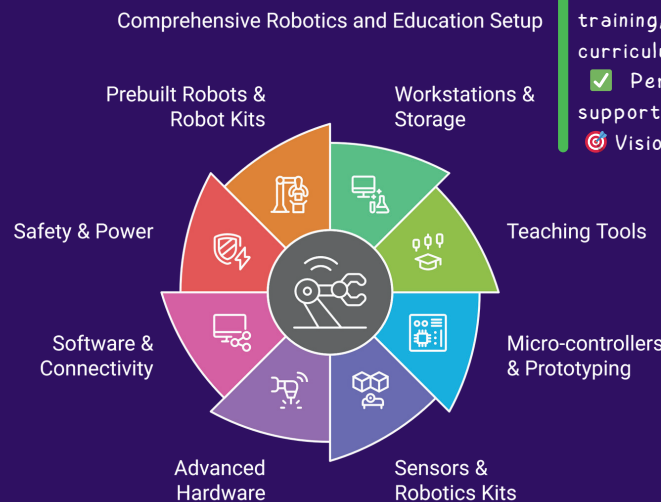 Comprehensive Robotics and Education Setup
training,
curriculu
✅ Per
support
🎯 Visio
Prebuilt Robots &
Robot Kits
Workstations &
Storage
Safety & Power
Teaching Tools
Software &
Connectivity
Micro-controllers
& Prototyping
Advanced
Hardware
Sensors &
Robotics Kits